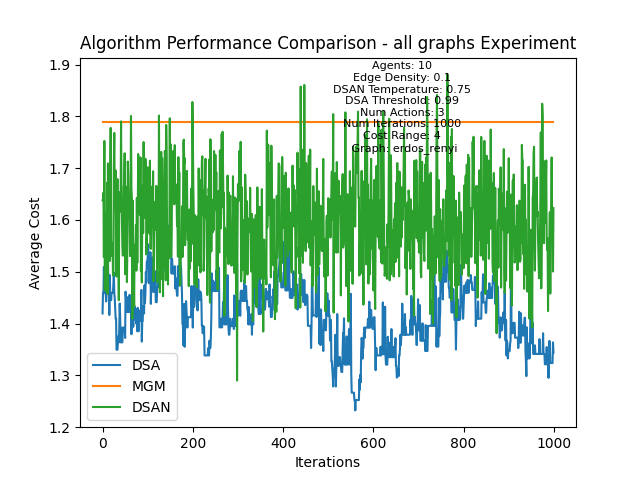 Algorithm Performance Comparison - all graphs Experiment
Agents: 10
Edge Density: 0.1
DSAN Temperature: 0.75
DSA Threshold: 0.99
Num Actions: 3
Num Iterations: 1000
Cost Range: 4
Graph: erdos_renyi
Average Cost
1.9
1.8
1.7
1.6
1.5
1.4
1.3
1.2
DSA
MGM
DSAN
0
200
400
600
800
1000
Iterations